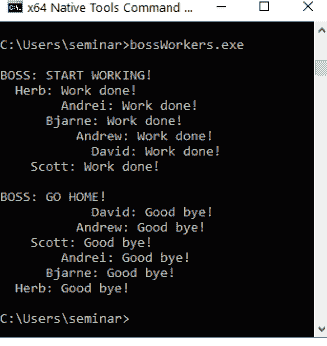 x64 Native Tools Command ...
C:\Users\seminar>bossWorkers.exe
BOSS: START WORKING!
  Herb: Work done!
        Andrei: Work done!
      Bjarne: Work done!
          Andrew: Work done!
            David: Work done!
    Scott: Work done!
BOSS: GO HOME!
            David: Good bye!
          Andrew: Good bye!
    Scott: Good bye!
        Andrei: Good bye!
      Bjarne: Good bye!
  Herb: Good bye!
C:\Users\seminar>